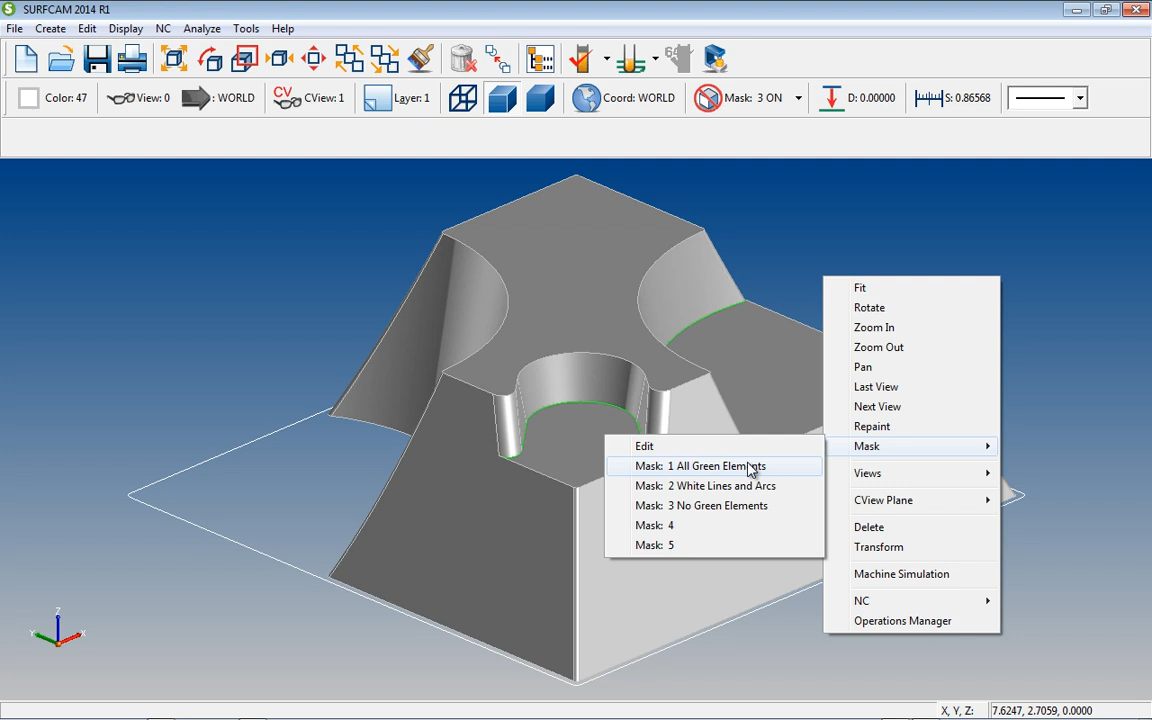 SURFCAM 2014 R1
File Create Edit Display NC Analyze Tools Help
Color: 47 View: 0 : WORLD CV CView: 1 Layer: 1 Coord: WORLD Mask: 3 ON D: 0.00000 S: 0.86568
Fit
Rotate
Zoom In
Zoom Out
Pan
Last View
Next View
Repaint
Mask
Views
CView Plane
Delete
Transform
Machine Simulation
NC
Operations Manager
Edit
Mask: 1 All Green Elements
Mask: 2 White Lines and Arcs
Mask: 3 No Green Elements
Mask: 4
Mask: 5
Z
Y X
X, Y, Z: 7.6247, 2.7059, 0.0000